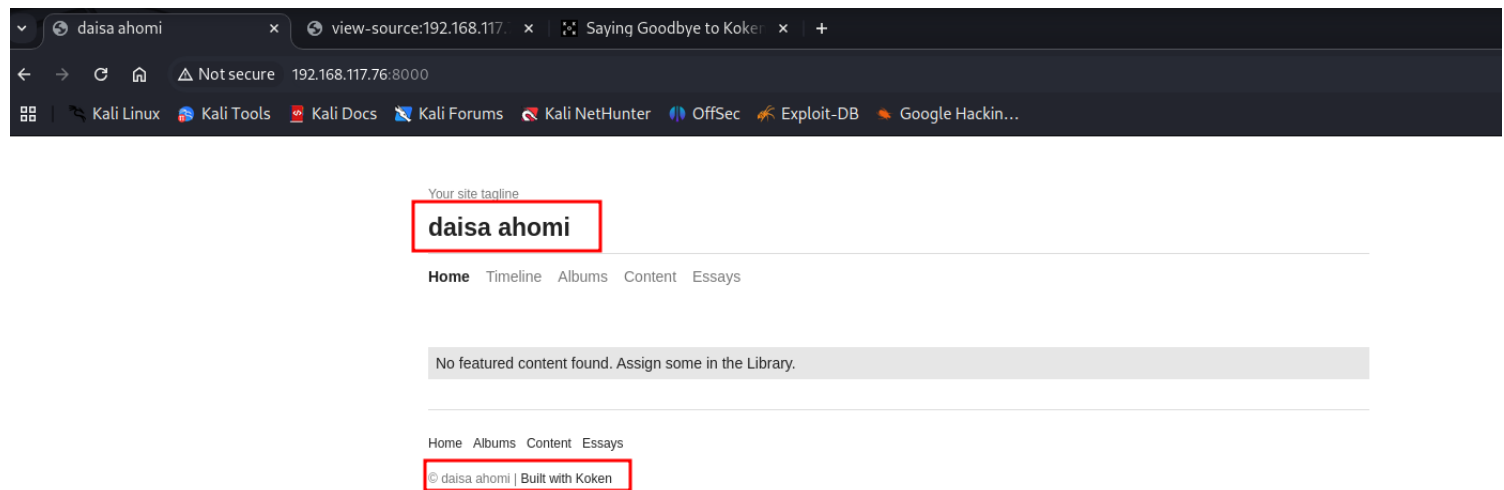 daisa ahomi view-source:192.168.117. Saying Goodbye to Koken
Not secure 192.168.117.76:8000
Kali Linux Kali Tools Kali Docs Kali Forums Kali NetHunter OffSec Exploit-DB Google Hackin...
Your site tagline
daisa ahomi
Home Timeline Albums Content Essays
No featured content found. Assign some in the Library.
Home Albums Content Essays
© daisa ahomi | Built with Koken